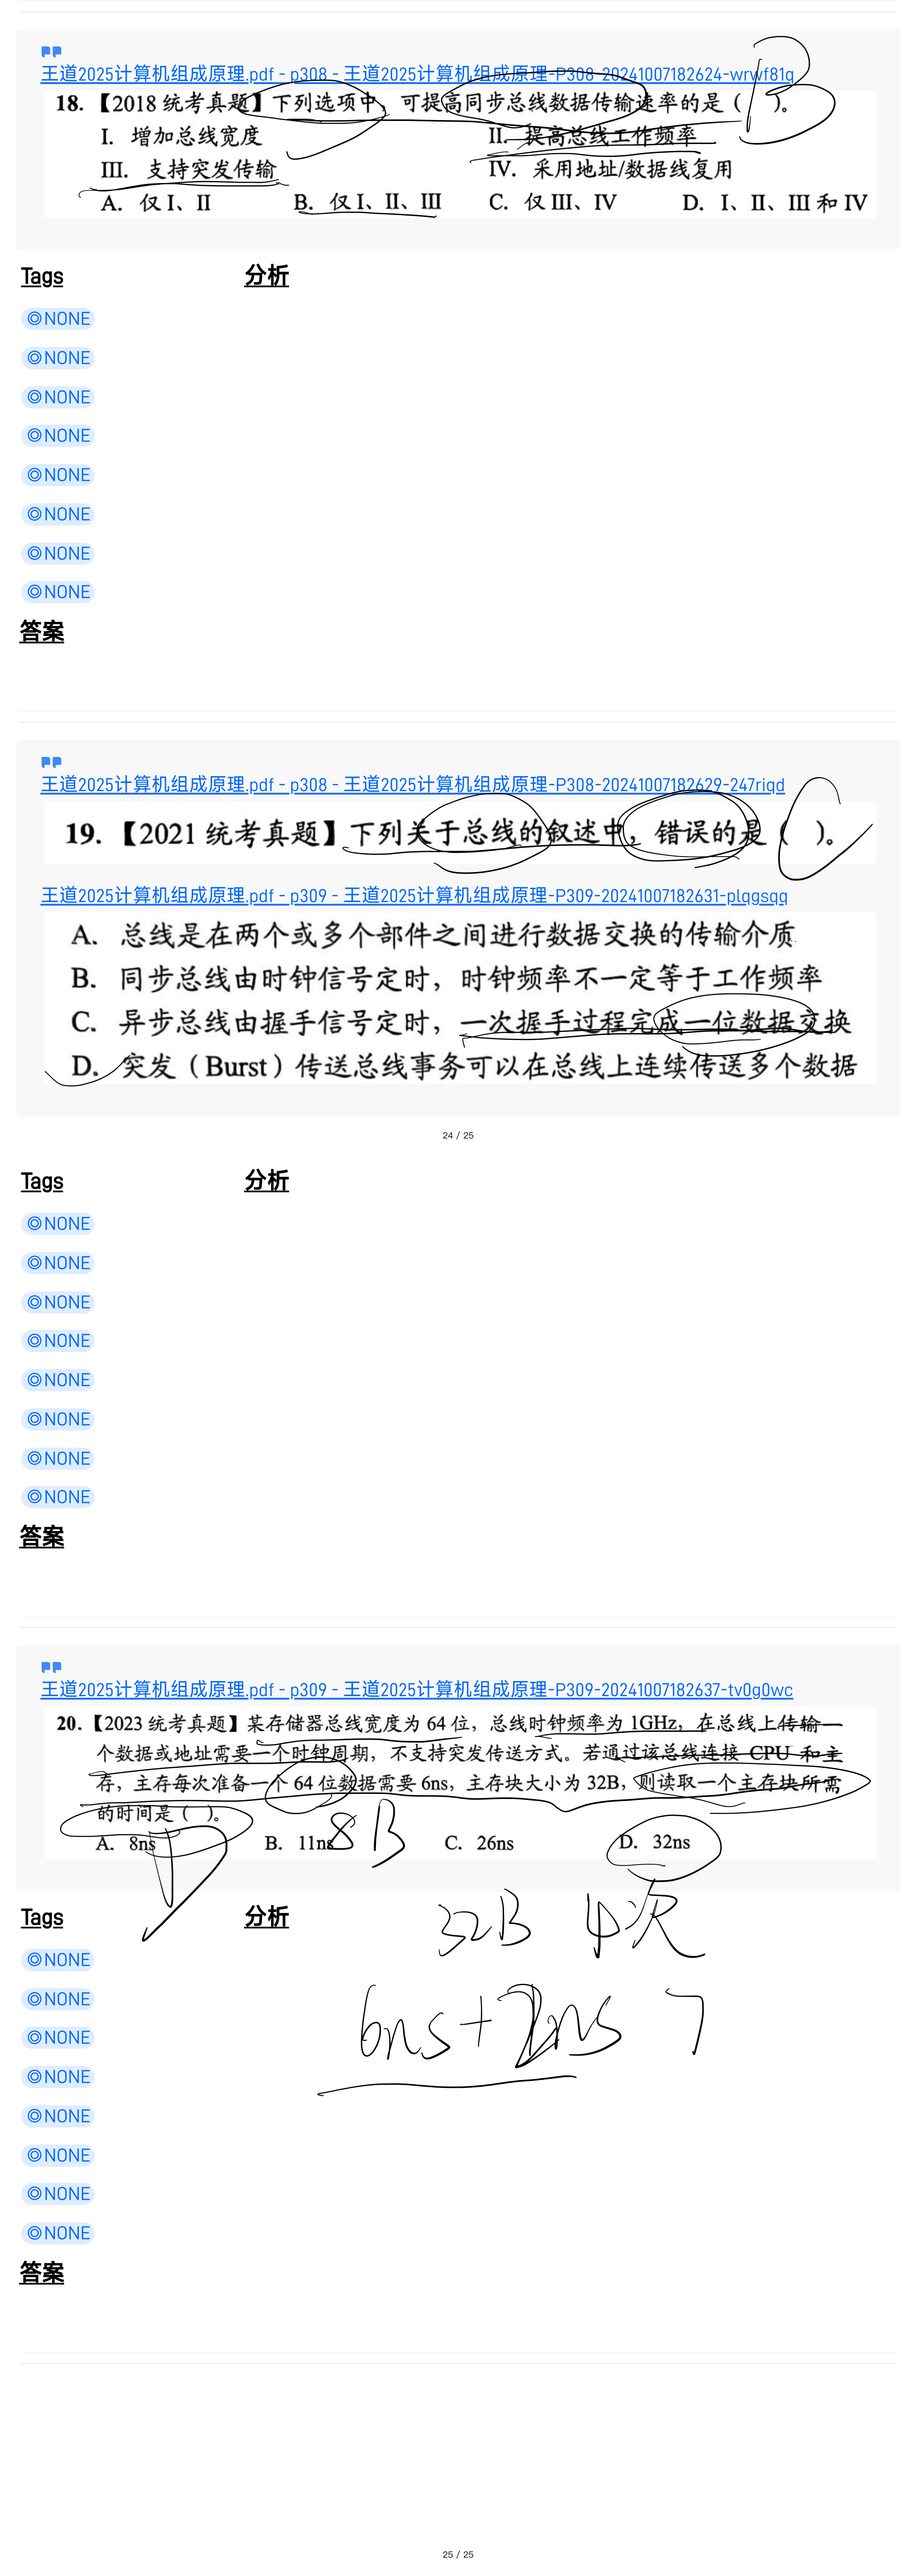 王道2025计算机组成原理.pdf - p308 - 王道2025计算机组成原理-P308-20241007182624-wrwf81q
B
18. 【2018 统考真题】下列选项中，可提高同步总线数据传输速率的是（ ）。
I. 增加总线宽度 II. 提高总线工作频率
III. 支持突发传输 IV. 采用地址/数据线复用
A. 仅 I、II B. 仅 I、II、III C. 仅 III、IV D. I、II、III 和 IV
Tags 分析
◎NONE
◎NONE
◎NONE
◎NONE
◎NONE
◎NONE
◎NONE
◎NONE
答案
王道2025计算机组成原理.pdf - p308 - 王道2025计算机组成原理-P308-20241007182629-247riqd
19. 【2021 统考真题】下列关于总线的叙述中，错误的是（ ）。
C
王道2025计算机组成原理.pdf - p309 - 王道2025计算机组成原理-P309-20241007182631-plqgsqq
A. 总线是在两个或多个部件之间进行数据交换的传输介质
B. 同步总线由时钟信号定时，时钟频率不一定等于工作频率
C. 异步总线由握手信号定时，一次握手过程完成一位数据交换
D. 突发（Burst）传送总线事务可以在总线上连续传送多个数据
24 / 25
Tags 分析
◎NONE
◎NONE
◎NONE
◎NONE
◎NONE
◎NONE
◎NONE
◎NONE
答案
王道2025计算机组成原理.pdf - p309 - 王道2025计算机组成原理-P309-20241007182637-tv0g0wc
20. 【2023 统考真题】某存储器总线宽度为 64 位，总线时钟频率为 1GHz，在总线上传输一
个数据或地址需要一个时钟周期，不支持突发传送方式。若通过该总线连接 CPU 和主
存，主存每次准备一个 64 位数据需要 6ns，主存块大小为 32B，则读取一个主存块所需
的时间是（ ）。
A. 8ns B. 11ns C. 26ns D. 32ns
8B
D
Tags 分析
32B 4次
6ns+2ns
◎NONE
◎NONE
◎NONE
◎NONE
◎NONE
◎NONE
◎NONE
◎NONE
答案
25 / 25